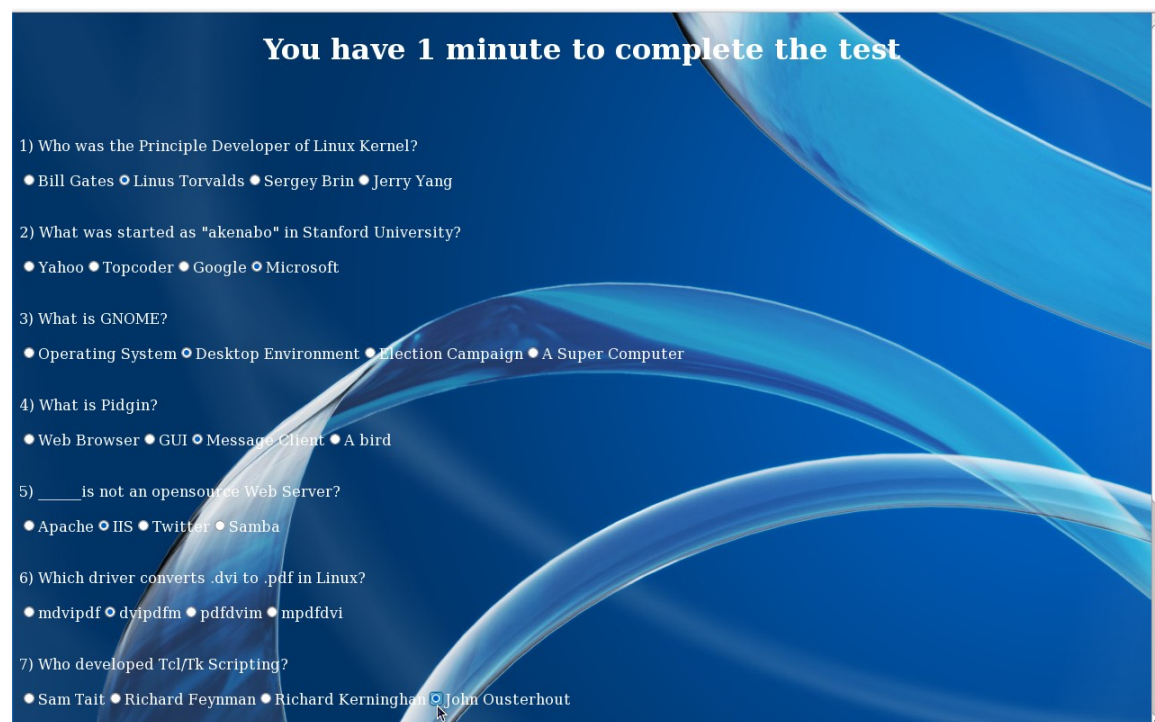 You have 1 minute to complete the test
1) Who was the Principle Developer of Linux Kernel?
Bill Gates Linus Torvalds Sergey Brin Jerry Yang
2) What was started as "akenabo" in Stanford University?
Yahoo Topcoder Google Microsoft
3) What is GNOME?
Operating System Desktop Environment Election Campaign A Super Computer
4) What is Pidgin?
Web Browser GUI Message Client A bird
5) ______is not an opensource Web Server?
Apache IIS Twitter Samba
6) Which driver converts .dvi to .pdf in Linux?
mdvipdf dvipdfm pdfdvim mpdfdvi
7) Who developed Tcl/Tk Scripting?
Sam Tait Richard Feynman Richard Kerninghan John Ousterhout